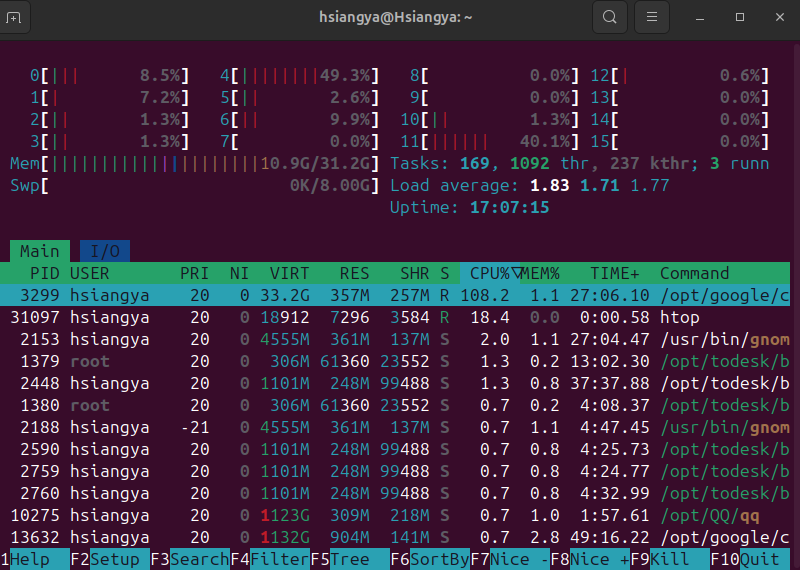 hsiangya@Hsiangya: ~
0[||| 8.5%] 4[||||||||49.3%] 8[ 0.0%] 12[| 0.6%]
1[| 7.2%] 5[|| 2.6%] 9[ 0.0%] 13[ 0.0%]
2[|| 1.3%] 6[|| 9.9%] 10[|| 1.3%] 14[ 0.0%]
3[|| 1.3%] 7[ 0.0%] 11[|||||| 40.1%] 15[ 0.0%]
Mem[|||||||||||||||||||||10.9G/31.2G] Tasks: 169, 1092 thr, 237 kthr; 3 runn
Swp[ 0K/8.00G] Load average: 1.83 1.71 1.77
Uptime: 17:07:15
Main I/O
PID USER PRI NI VIRT RES SHR S CPU%▽MEM% TIME+ Command
3299 hsiangya 20 0 33.2G 357M 257M R 108.2 1.1 27:06.10 /opt/google/c
31097 hsiangya 20 0 18912 7296 3584 R 18.4 0.0 0:00.58 htop
2153 hsiangya 20 0 4555M 361M 137M S 2.0 1.1 27:04.47 /usr/bin/gnom
1379 root 20 0 306M 61360 23552 S 1.3 0.2 13:02.30 /opt/todesk/b
2448 hsiangya 20 0 1101M 248M 99488 S 1.3 0.8 37:37.88 /opt/todesk/b
1380 root 20 0 306M 61360 23552 S 0.7 0.2 4:08.37 /opt/todesk/b
2188 hsiangya -21 0 4555M 361M 137M S 0.7 1.1 4:47.45 /usr/bin/gnom
2590 hsiangya 20 0 1101M 248M 99488 S 0.7 0.8 4:25.73 /opt/todesk/b
2759 hsiangya 20 0 1101M 248M 99488 S 0.7 0.8 4:24.77 /opt/todesk/b
2760 hsiangya 20 0 1101M 248M 99488 S 0.7 0.8 4:32.99 /opt/todesk/b
10275 hsiangya 20 0 1123G 309M 218M S 0.7 1.0 1:57.61 /opt/QQ/qq
13632 hsiangya 20 0 1132G 904M 141M S 0.7 2.8 49:16.22 /opt/google/c
1Help F2Setup F3SearchF4FilterF5Tree F6SortByF7Nice -F8Nice +F9Kill F10Quit